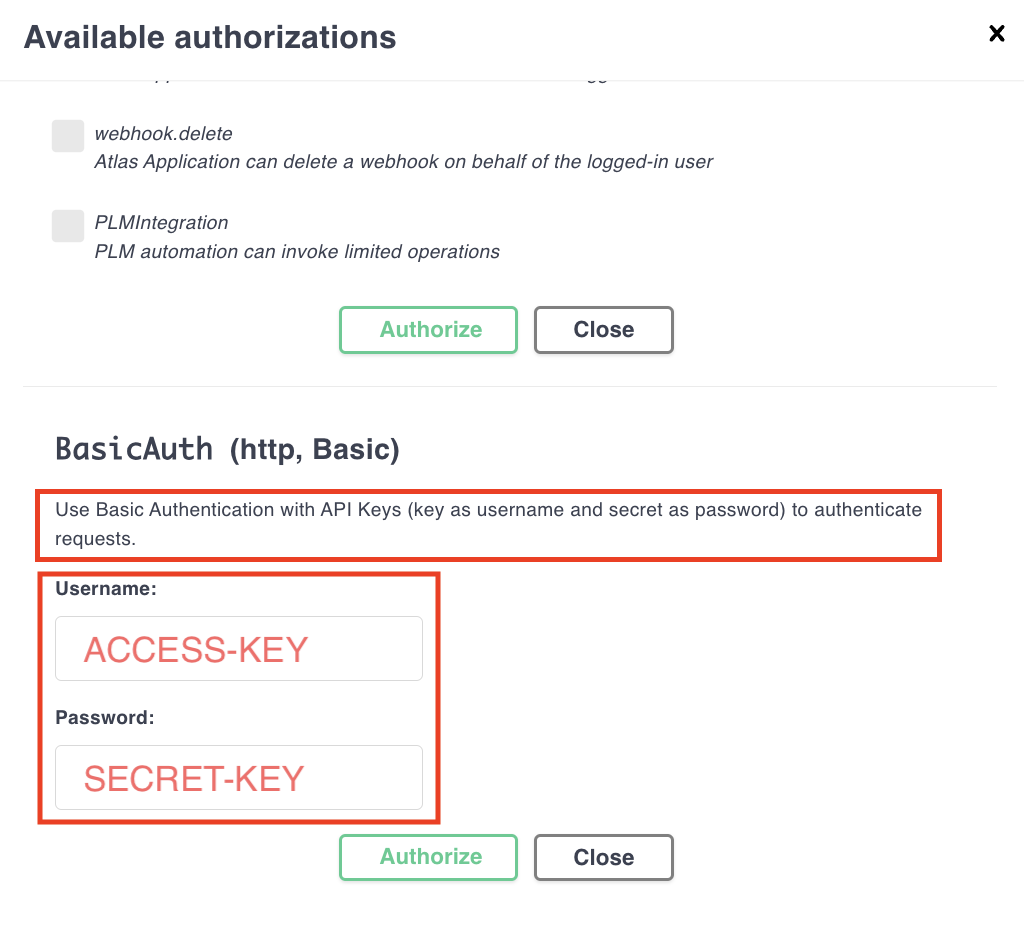 Available authorizations
webhook.delete
Atlas Application can delete a webhook on behalf of the logged-in user
PLMIntegration
PLM automation can invoke limited operations
Authorize
Close
BasicAuth (http, Basic)
Use Basic Authentication with API Keys (key as username and secret as password) to authenticate
requests.
Username:
ACCESS-KEY
Password:
SECRET-KEY
Authorize
Close